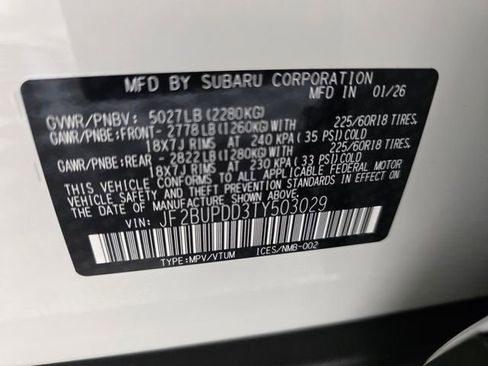 MFD BY SUBARU CORPORATION
MFD IN 01/26
GVWR/PNBV: 5027LB(2280KG)
GAWR/PNBE:FRONT- 2778LB(1260KG) 225/60R18 TIRES,
18X7J RIMS AT 240 KPA(35 PSI)COLD
GAWR/PNBE:REAR - 2822LB(1280KG) 225/60R18 TIRES,
18X7J RIMS AT 230 KPA(33 PSI)COLD
THIS VEHICLE CONFORMS TO ALL APPLICABLE FEDERAL MOTOR
VEHICLE SAFETY AND THEFT PREVENTION STANDARDS IN EFFECT
ON THE DATE OF MANUFACTURE SHOWN ABOVE.
VIN: JF2BUPDD3TY503029
TYPE:MPV/VTUM ICES/NMB-002